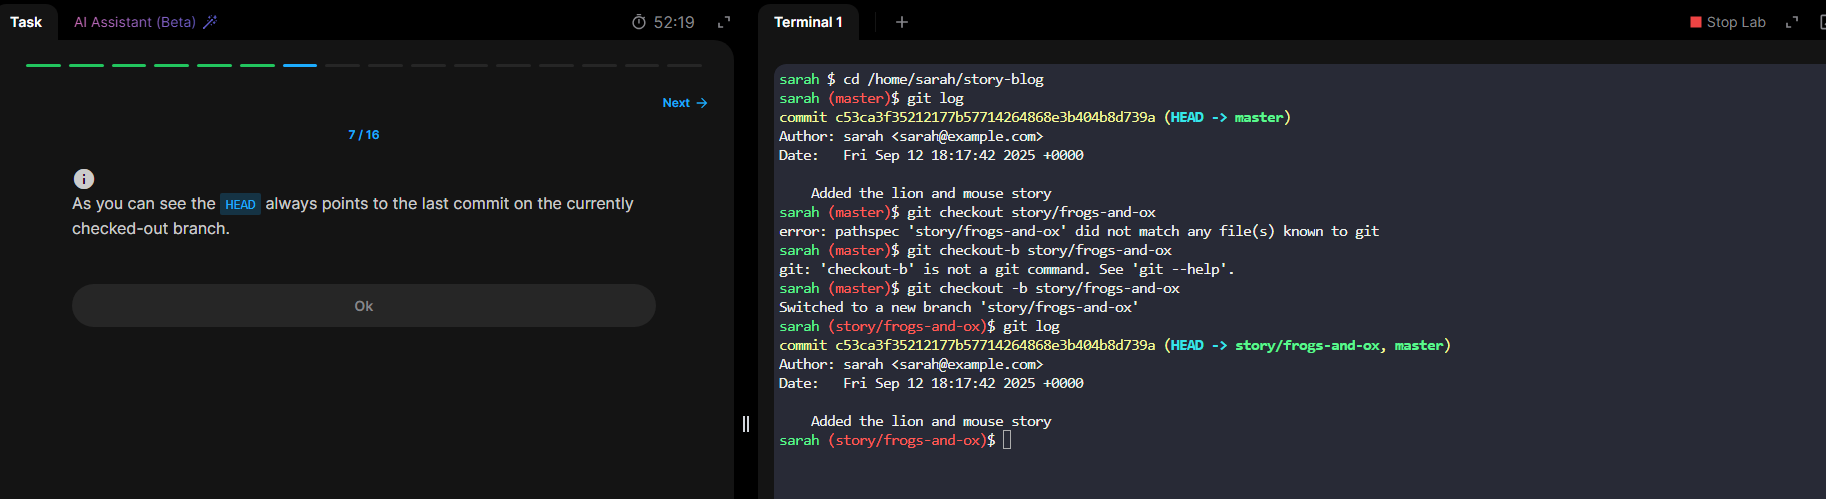 Task
AI Assistant (Beta)
52:19
Next →
7 / 16
As you can see the HEAD always points to the last commit on the currently
checked-out branch.
Ok
Terminal 1
+
Stop Lab
sarah $ cd /home/sarah/story-blog
sarah (master)$ git log
commit c53ca3f35212177b57714264868e3b404b8d739a (HEAD -> master)
Author: sarah <sarah@example.com>
Date:   Fri Sep 12 18:17:42 2025 +0000
    Added the lion and mouse story
sarah (master)$ git checkout story/frogs-and-ox
error: pathspec 'story/frogs-and-ox' did not match any file(s) known to git
sarah (master)$ git checkout-b story/frogs-and-ox
git: 'checkout-b' is not a git command. See 'git --help'.
sarah (master)$ git checkout -b story/frogs-and-ox
Switched to a new branch 'story/frogs-and-ox'
sarah (story/frogs-and-ox)$ git log
commit c53ca3f35212177b57714264868e3b404b8d739a (HEAD -> story/frogs-and-ox, master)
Author: sarah <sarah@example.com>
Date:   Fri Sep 12 18:17:42 2025 +0000
    Added the lion and mouse story
sarah (story/frogs-and-ox)$